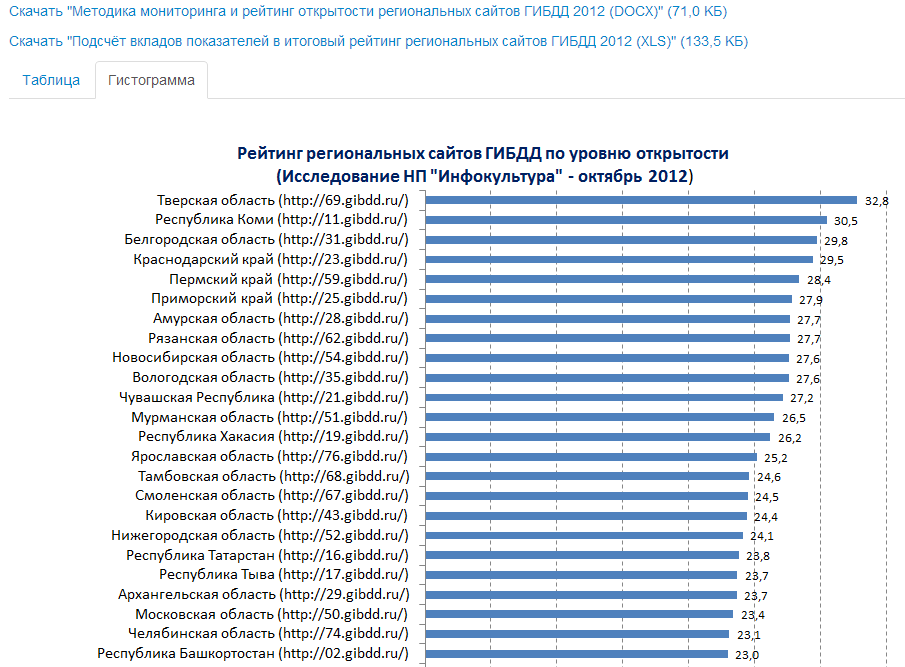 Скачать "Методика мониторинга и рейтинг открытости региональных сайтов ГИБДД 2012 (DOCX)" (71,0 КБ)
Скачать "Подсчёт вкладов показателей в итоговый рейтинг региональных сайтов ГИБДД 2012 (XLS)" (133,5 КБ)
Таблица Гистограмма
Рейтинг региональных сайтов ГИБДД по уровню открытости
(Исследование НП "Инфокультура" - октябрь 2012)
Тверская область (http://69.gibdd.ru/) 32,8
Республика Коми (http://11.gibdd.ru/) 30,5
Белгородская область (http://31.gibdd.ru/) 29,8
Краснодарский край (http://23.gibdd.ru/) 29,5
Пермский край (http://59.gibdd.ru/) 28,4
Приморский край (http://25.gibdd.ru/) 27,9
Амурская область (http://28.gibdd.ru/) 27,7
Рязанская область (http://62.gibdd.ru/) 27,7
Новосибирская область (http://54.gibdd.ru/) 27,6
Вологодская область (http://35.gibdd.ru/) 27,6
Чувашская Республика (http://21.gibdd.ru/) 27,2
Мурманская область (http://51.gibdd.ru/) 26,5
Республика Хакасия (http://19.gibdd.ru/) 26,2
Ярославская область (http://76.gibdd.ru/) 25,2
Тамбовская область (http://68.gibdd.ru/) 24,6
Смоленская область (http://67.gibdd.ru/) 24,5
Кировская область (http://43.gibdd.ru/) 24,4
Нижегородская область (http://52.gibdd.ru/) 24,1
Республика Татарстан (http://16.gibdd.ru/) 23,8
Республика Тыва (http://17.gibdd.ru/) 23,7
Архангельская область (http://29.gibdd.ru/) 23,7
Московская область (http://50.gibdd.ru/) 23,4
Челябинская область (http://74.gibdd.ru/) 23,1
Республика Башкортостан (http://02.gibdd.ru/) 23,0